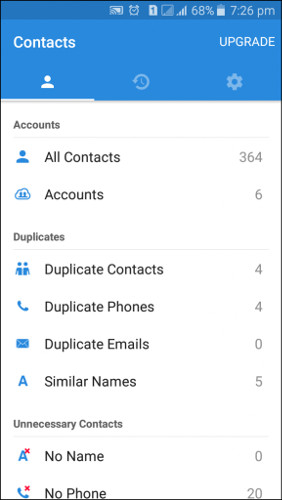 68% 7:26 pm
Contacts UPGRADE
Accounts
All Contacts 364
Accounts 6
Duplicates
Duplicate Contacts 4
Duplicate Phones 4
Duplicate Emails 0
Similar Names 5
Unnecessary Contacts
No Name 0
No Phone 20